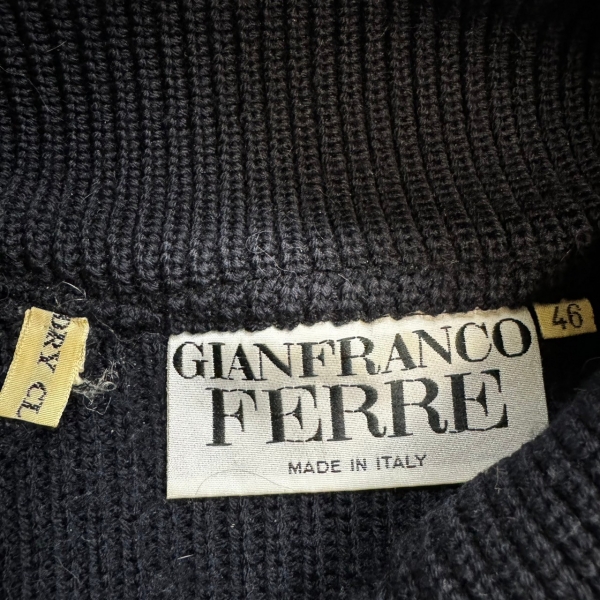 GIANFRANCO
FERRE
MADE IN ITALY
46
DRY CL